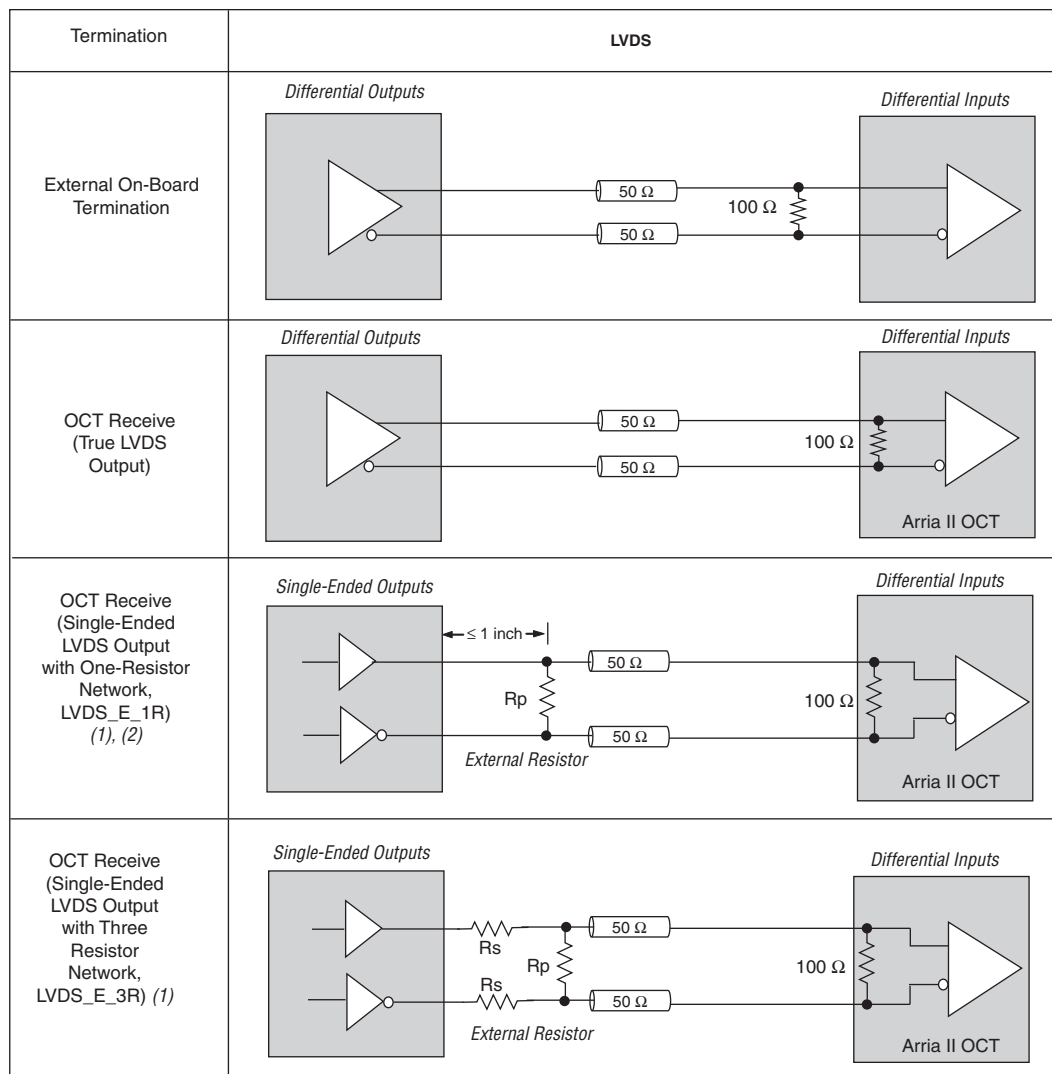 Termination
LVDS
External On-Board
Termination
Differential Outputs
Differential Inputs
50 Ω
50 Ω
100 Ω
OCT Receive
(True LVDS
Output)
Differential Outputs
Differential Inputs
50 Ω
50 Ω
100 Ω
Arria II OCT
OCT Receive
(Single-Ended
LVDS Output
with One-Resistor
Network,
LVDS_E_1R)
(1), (2)
Single-Ended Outputs
Differential Inputs
≤ 1 inch
50 Ω
Rp
100 Ω
50 Ω
External Resistor
Arria II OCT
OCT Receive
(Single-Ended
LVDS Output
with Three
Resistor
Network,
LVDS_E_3R) (1)
Single-Ended Outputs
Differential Inputs
50 Ω
Rs
Rp
100 Ω
Rs
50 Ω
External Resistor
Arria II OCT